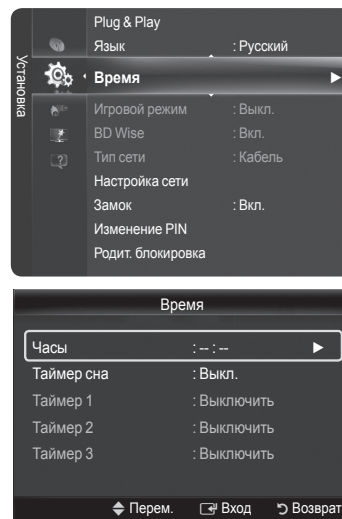 Установка
Plug & Play
Язык : Русский
Время
Игровой режим : Выкл.
BD Wise : Вкл.
Тип сети : Кабель
Настройка сети
Замок : Вкл.
Изменение PIN
Родит. блокировка
Время
Часы : -- : --
Таймер сна : Выкл.
Таймер 1 : Выключить
Таймер 2 : Выключить
Таймер 3 : Выключить
Перем. Вход Возврат